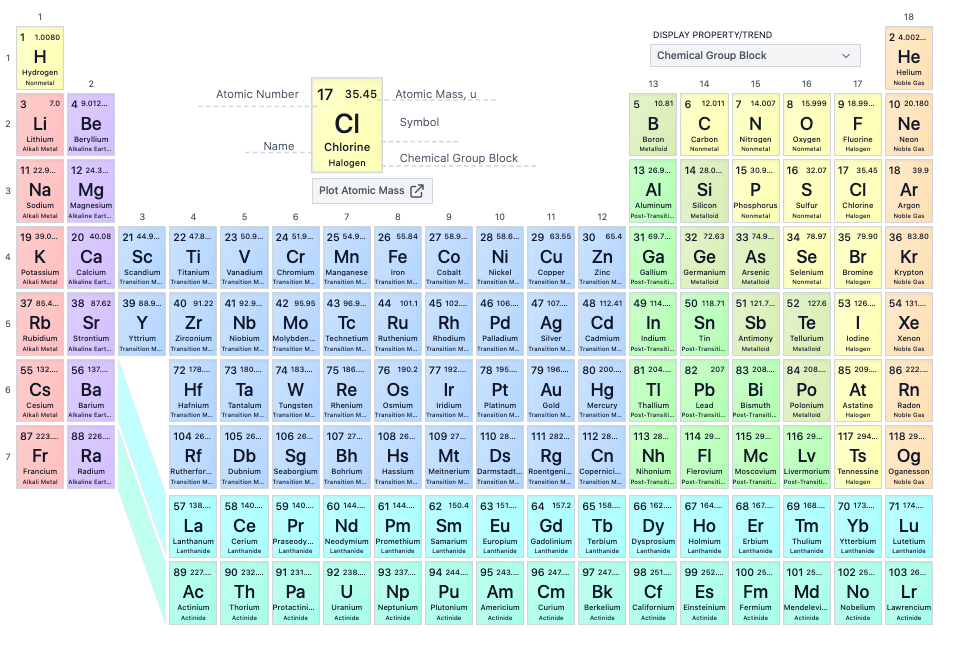 1 18
1 1.0080 DISPLAY PROPERTY/TREND 2 4.002...
1 H Chemical Group Block He
Hydrogen Helium
Nonmetal Noble Gas
2 13 14 15 16 17
Atomic Number 17 35.45 Atomic Mass, u
Cl Symbol
Name Chlorine
Halogen Chemical Group Block
Plot Atomic Mass
3 7.0 4 9.012... 5 10.81 6 12.011 7 14.007 8 15.999 9 18.99... 10 20.180
2 Li Be B C N O F Ne
Lithium Beryllium Boron Carbon Nitrogen Oxygen Fluorine Neon
Alkali Metal Alkaline Eart... Metalloid Nonmetal Nonmetal Nonmetal Halogen Noble Gas
11 22.9... 12 24.3... 13 26.9... 14 28.0... 15 30.9... 16 32.07 17 35.45 18 39.9
3 Na Mg Al Si P S Cl Ar
Sodium Magnesium Aluminum Silicon Phosphorus Sulfur Chlorine Argon
Alkali Metal Alkaline Eart... Post-Transiti... Metalloid Nonmetal Nonmetal Halogen Noble Gas
3 4 5 6 7 8 9 10 11 12
19 39.0... 20 40.08 21 44.9... 22 47.8... 23 50.9... 24 51.9... 25 54.9... 26 55.84 27 58.9... 28 58.6... 29 63.55 30 65.4 31 69.7... 32 72.63 33 74.9... 34 78.97 35 79.90 36 83.80
4 K Ca Sc Ti V Cr Mn Fe Co Ni Cu Zn Ga Ge As Se Br Kr
Potassium Calcium Scandium Titanium Vanadium Chromium Manganese Iron Cobalt Nickel Copper Zinc Gallium Germanium Arsenic Selenium Bromine Krypton
Alkali Metal Alkaline Eart... Transition M... Transition M... Transition M... Transition M... Transition M... Transition M... Transition M... Transition M... Transition M... Transition M... Post-Transiti... Metalloid Metalloid Nonmetal Halogen Noble Gas
37 85.4... 38 87.62 39 88.9... 40 91.22 41 92.9... 42 95.95 43 96.9... 44 101.1 45 102.... 46 106.... 47 107.... 48 112.41 49 114.... 50 118.71 51 121.7... 52 127.6 53 126.... 54 131....
5 Rb Sr Y Zr Nb Mo Tc Ru Rh Pd Ag Cd In Sn Sb Te I Xe
Rubidium Strontium Yttrium Zirconium Niobium Molybden... Technetium Ruthenium Rhodium Palladium Silver Cadmium Indium Tin Antimony Tellurium Iodine Xenon
Alkali Metal Alkaline Eart... Transition M... Transition M... Transition M... Transition M... Transition M... Transition M... Transition M... Transition M... Transition M... Transition M... Post-Transiti... Post-Transiti... Metalloid Metalloid Halogen Noble Gas
55 132.... 56 137.... 72 178.... 73 180.... 74 183.... 75 186.... 76 190.2 77 192.... 78 195.... 79 196.... 80 200.... 81 204.... 82 207 83 208.... 84 208.... 85 209.... 86 222....
6 Cs Ba Hf Ta W Re Os Ir Pt Au Hg Tl Pb Bi Po At Rn
Cesium Barium Hafnium Tantalum Tungsten Rhenium Osmium Iridium Platinum Gold Mercury Thallium Lead Bismuth Polonium Astatine Radon
Alkali Metal Alkaline Eart... Transition M... Transition M... Transition M... Transition M... Transition M... Transition M... Transition M... Transition M... Transition M... Post-Transiti... Post-Transiti... Post-Transiti... Metalloid Halogen Noble Gas
87 223.... 88 226.... 104 26... 105 26... 106 26... 107 27... 108 26... 109 27... 110 28... 111 282... 112 28... 113 28... 114 29... 115 29... 116 29... 117 294... 118 29...
7 Fr Ra Rf Db Sg Bh Hs Mt Ds Rg Cn Nh Fl Mc Lv Ts Og
Francium Radium Rutherfor... Dubnium Seaborgium Bohrium Hassium Meitnerium Darmstadt... Roentgeni... Copernici... Nihonium Flerovium Moscovium Livermorium Tennessine Oganesson
Alkali Metal Alkaline Eart... Transition M... Transition M... Transition M... Transition M... Transition M... Transition M... Transition M... Transition M... Transition M... Post-Transiti... Post-Transiti... Post-Transiti... Post-Transiti... Halogen Noble Gas
57 138.... 58 140.... 59 140.... 60 144.... 61 144.... 62 150.4 63 151.... 64 157.2 65 158.... 66 162.... 67 164.... 68 167.... 69 168.... 70 173.... 71 174....
La Ce Pr Nd Pm Sm Eu Gd Tb Dy Ho Er Tm Yb Lu
Lanthanum Cerium Praseody... Neodymium Promethium Samarium Europium Gadolinium Terbium Dysprosium Holmium Erbium Thulium Ytterbium Lutetium
Lanthanide Lanthanide Lanthanide Lanthanide Lanthanide Lanthanide Lanthanide Lanthanide Lanthanide Lanthanide Lanthanide Lanthanide Lanthanide Lanthanide Lanthanide
89 227.... 90 232.... 91 231.... 92 238.... 93 237.... 94 244.... 95 243.... 96 247.... 97 247.... 98 251.... 99 252.... 100 25... 101 25... 102 25... 103 26...
Ac Th Pa U Np Pu Am Cm Bk Cf Es Fm Md No Lr
Actinium Thorium Protactini... Uranium Neptunium Plutonium Americium Curium Berkelium Californium Einsteinium Fermium Mendelevi... Nobelium Lawrencium
Actinide Actinide Actinide Actinide Actinide Actinide Actinide Actinide Actinide Actinide Actinide Actinide Actinide Actinide Actinide